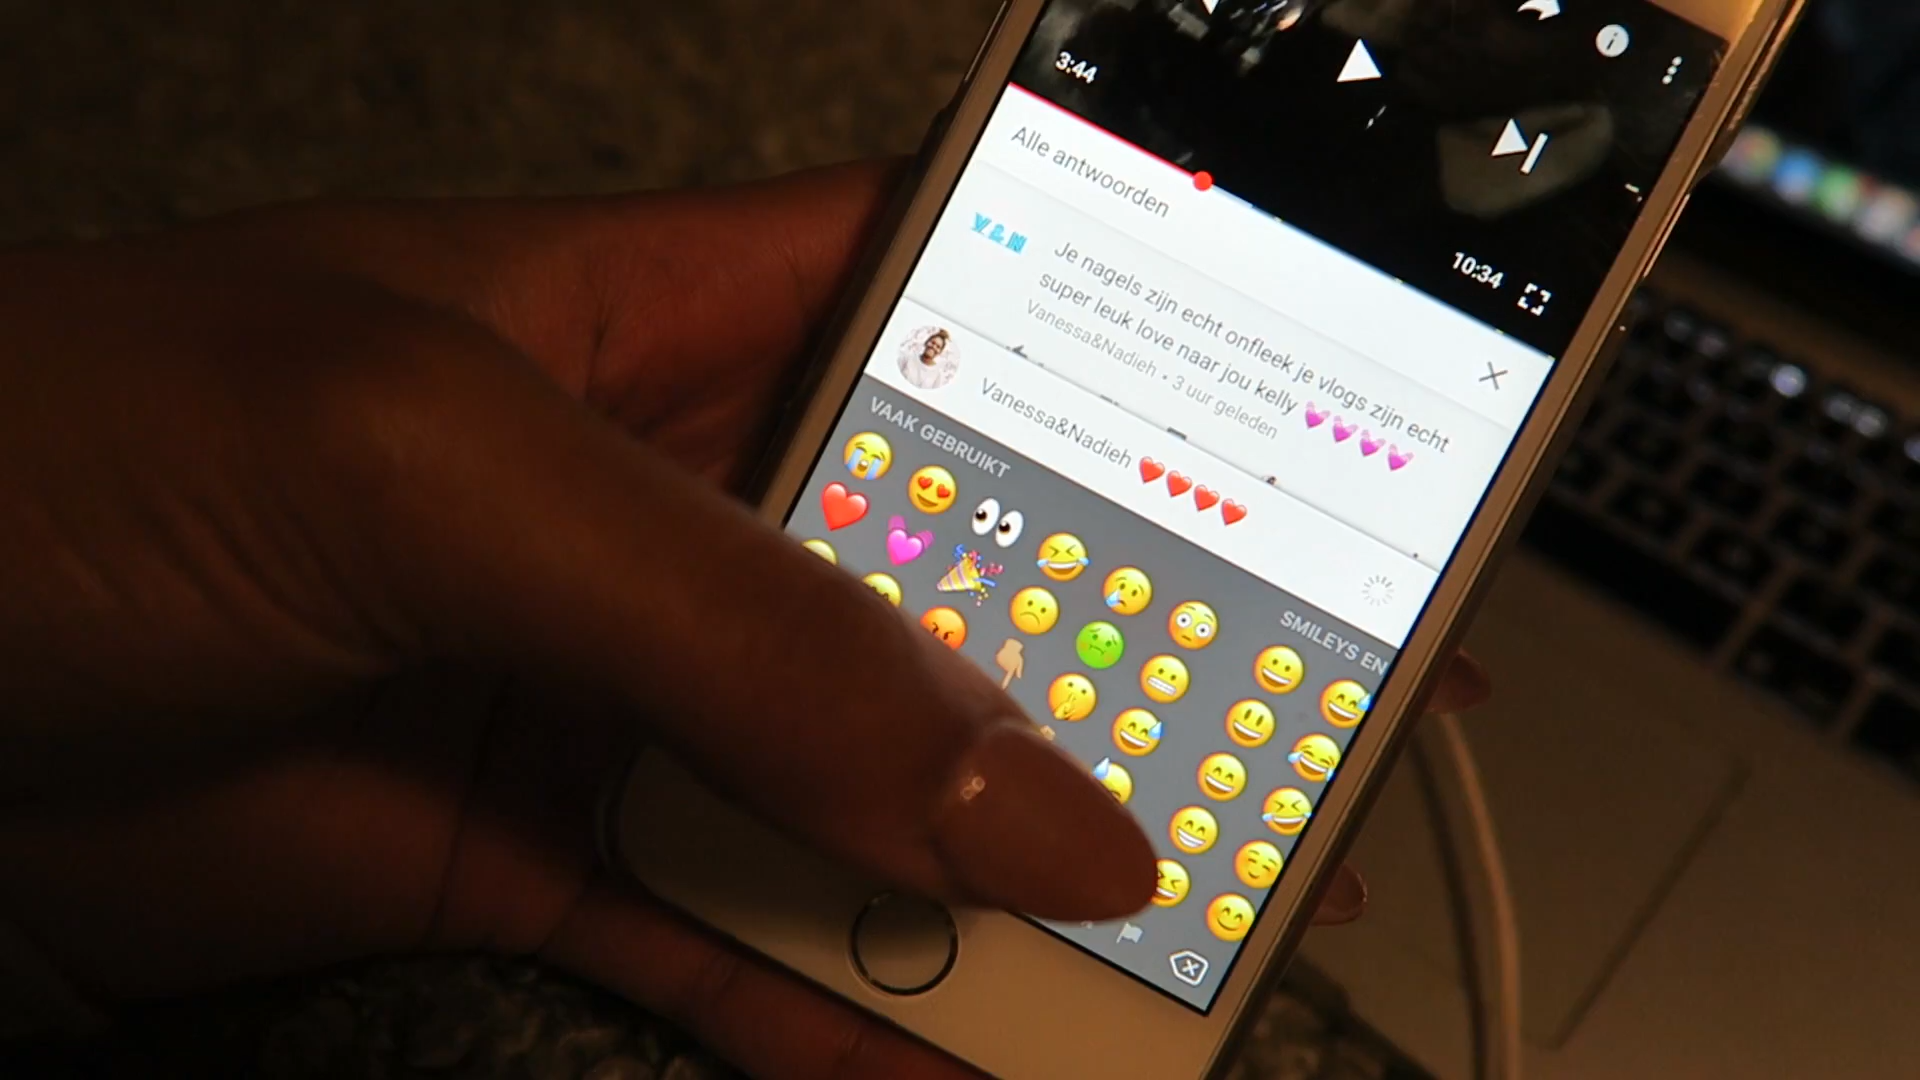 3:44
10:34
Alle antwoorden
V & N
Je nagels zijn echt onfleek je vlogs zijn echt
super leuk love naar jou kelly 💓💓💓💓
Vanessa&Nadieh • 3 uur geleden
Vanessa&Nadieh ❤️❤️❤️❤️
VAAK GEBRUIKT
SMILEYS EN